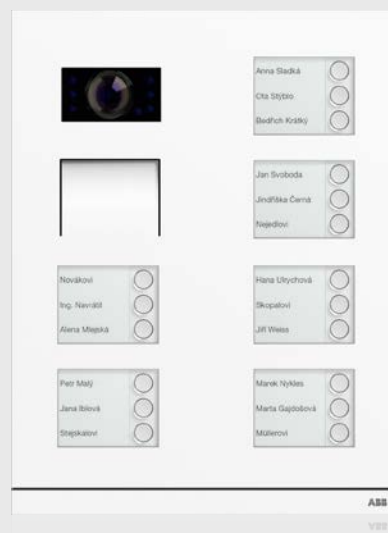 Anna Sladká
Ota Stýblo
Bedřich Krátký
Jan Svoboda
Jindřiška Černá
Nejedlovi
Novákovi
Ing. Navrátil
Alena Mlejská
Hana Ulrychová
Skopalovi
Jiří Weiss
Petr Malý
Jana Iblová
Stejskalovi
Marek Nykles
Marta Gajdošová
Müllerovi
ABB